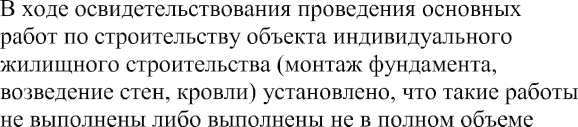 В ходе освидетельствования проведения основных
работ по строительству объекта индивидуального
жилищного строительства (монтаж фундамента,
возведение стен, кровли) установлено, что такие работы
не выполнены либо выполнены не в полном объеме